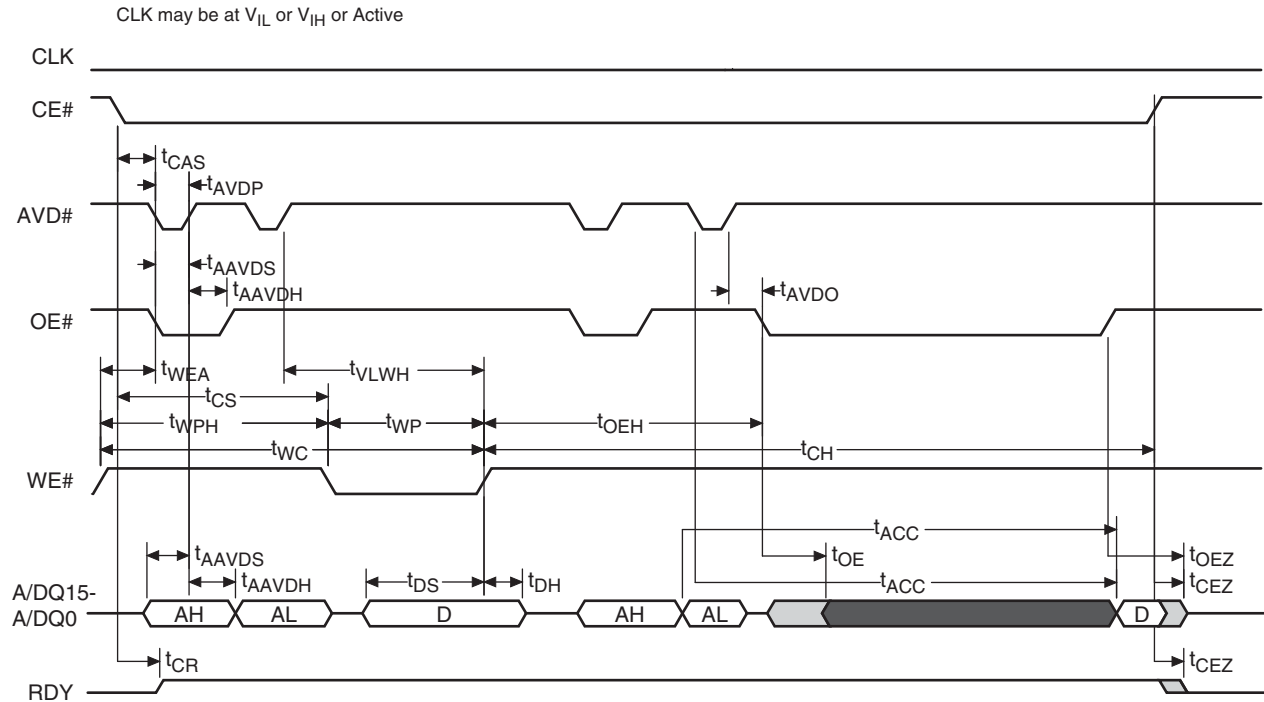 CLK may be at VIL or VIH or Active
CLK
CE#
tCAS
tAVDP
AVD#
tAAVDS
tAAVDH
tAVDO
OE#
tWEA
tVLWH
tCS
tWPH
tWP
tOEH
tWC
tCH
WE#
tACC
tAAVDS
tOE
tOEZ
tAAVDH
tDS
tDH
tACC
tCEZ
A/DQ15-
A/DQ0
AH
AL
D
AH
AL
D
tCR
tCEZ
RDY